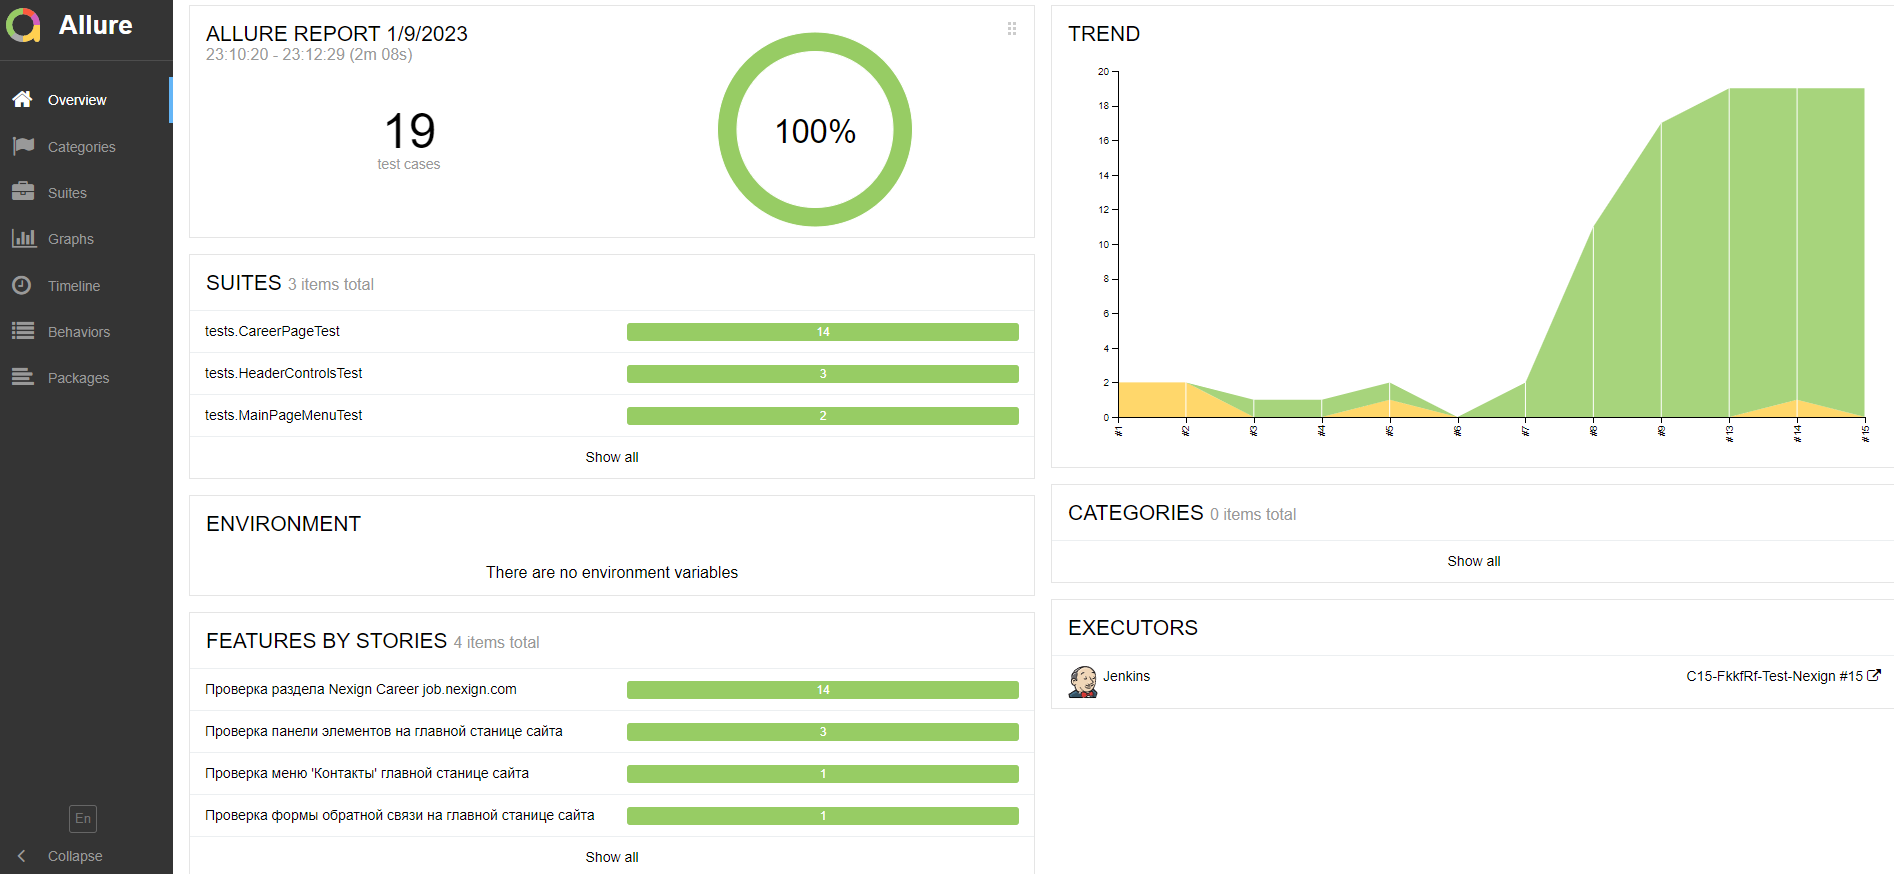 Allure
Overview
Categories
Suites
Graphs
Timeline
Behaviors
Packages
En
Collapse
ALLURE REPORT 1/9/2023
23:10:20 - 23:12:29 (2m 08s)
19
test cases
100%
SUITES 3 items total
tests.CareerPageTest 14
tests.HeaderControlsTest 3
tests.MainPageMenuTest 2
Show all
ENVIRONMENT
There are no environment variables
FEATURES BY STORIES 4 items total
Проверка раздела Nexign Career job.nexign.com 14
Проверка панели элементов на главной станице сайта 3
Проверка меню 'Контакты' главной станице сайта 1
Проверка формы обратной связи на главной станице сайта 1
Show all
TREND
20
18
16
14
12
10
8
6
4
2
0
#1 #2 #3 #4 #5 #6 #7 #8 #9 #13 #14 #15
CATEGORIES 0 items total
Show all
EXECUTORS
Jenkins C15-FkkfRf-Test-Nexign #15